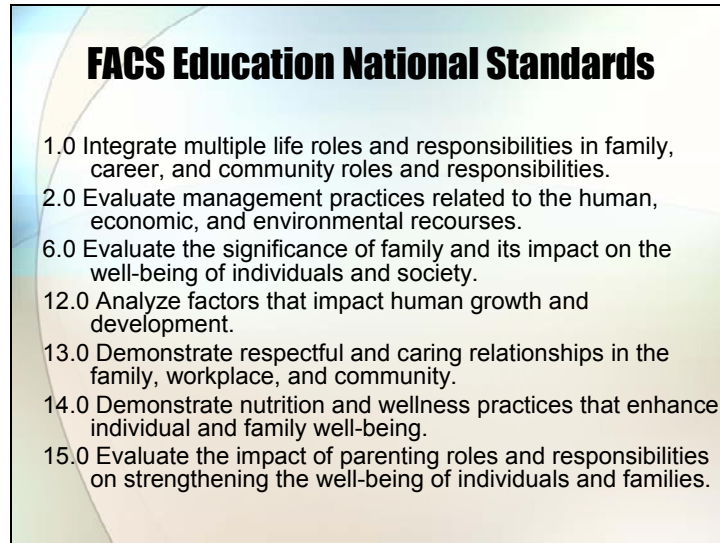 FACS Education National Standards
1.0 Integrate multiple life roles and responsibilities in family,
career, and community roles and responsibilities.
2.0 Evaluate management practices related to the human,
economic, and environmental recourses.
6.0 Evaluate the significance of family and its impact on the
well-being of individuals and society.
12.0 Analyze factors that impact human growth and
development.
13.0 Demonstrate respectful and caring relationships in the
family, workplace, and community.
14.0 Demonstrate nutrition and wellness practices that enhance
individual and family well-being.
15.0 Evaluate the impact of parenting roles and responsibilities
on strengthening the well-being of individuals and families.